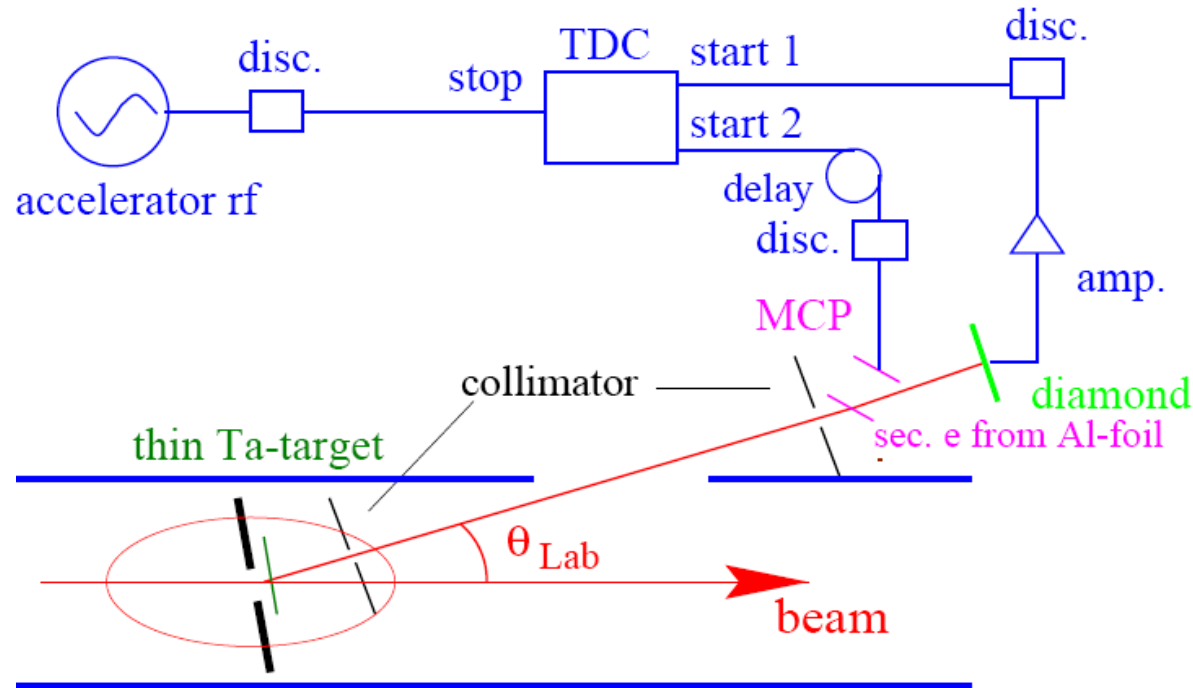 disc.
TDC
disc.
stop
start 1
start 2
accelerator rf
delay
disc.
amp.
MCP
collimator
diamond
thin Ta-target
sec. e from Al-foil
θ Lab
beam